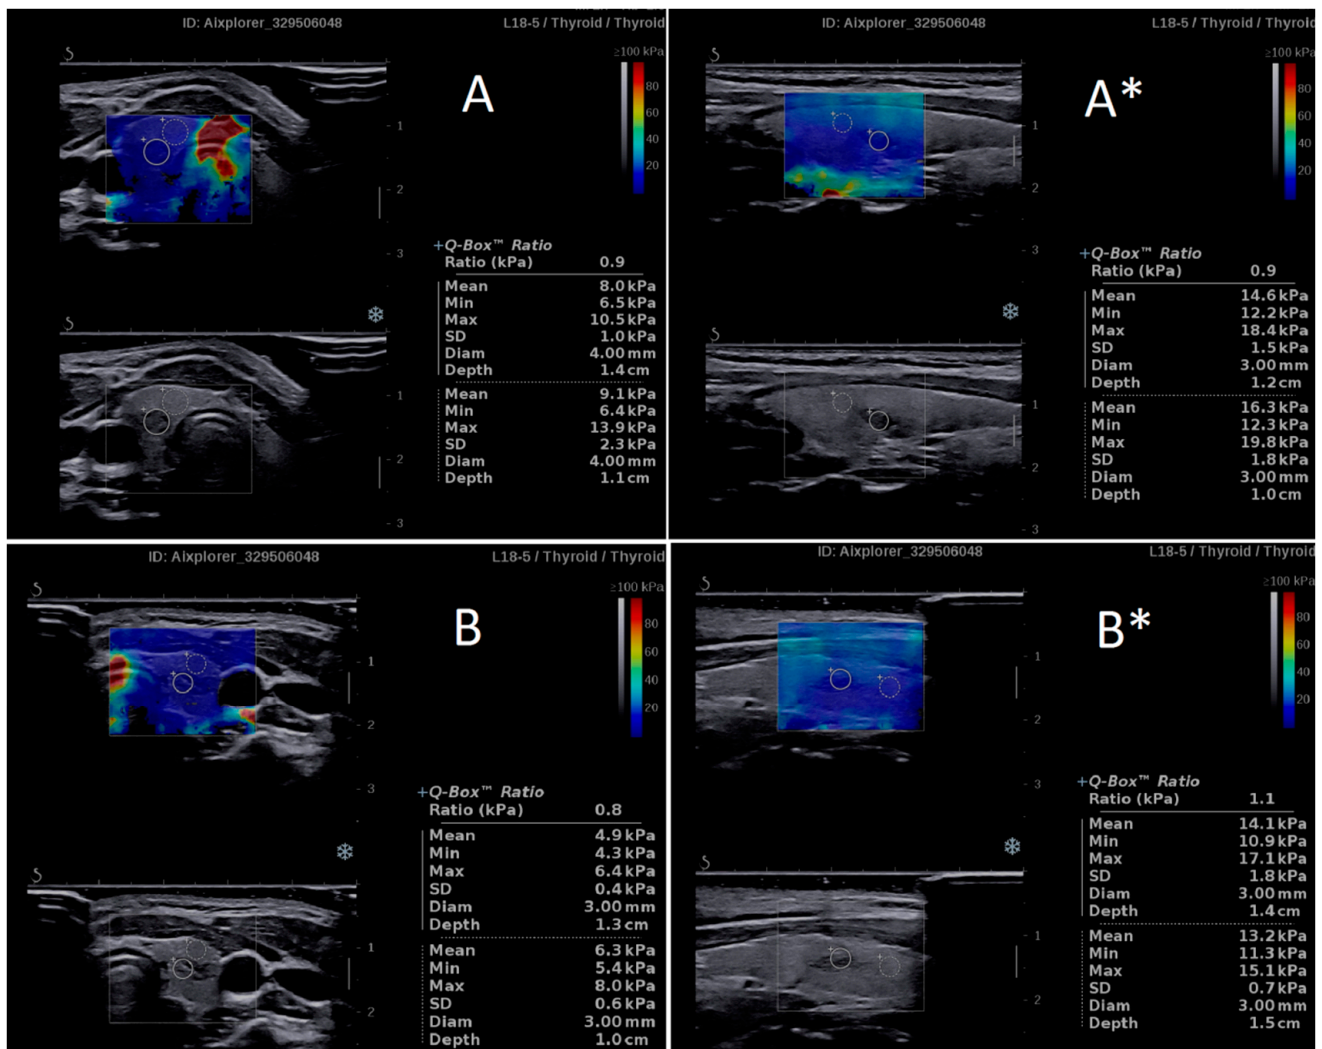 ID: Aixplorer_329506048
L18-5 / Thyroid / Thyroid
S
≥100 kPa
A
80
60
40
20
1
2
3
+Q-Box™ Ratio
Ratio (kPa) 0.9
Mean 8.0 kPa
Min 6.5 kPa
Max 10.5 kPa
SD 1.0 kPa
Diam 4.00 mm
Depth 1.4 cm
Mean 9.1 kPa
Min 6.4 kPa
Max 13.9 kPa
SD 2.3 kPa
Diam 4.00 mm
Depth 1.1 cm
S
1
2
3
ID: Aixplorer_329506048
L18-5 / Thyroid / Thyroid
S
≥100 kPa
A*
80
60
40
20
1
2
3
+Q-Box™ Ratio
Ratio (kPa) 0.9
Mean 14.6 kPa
Min 12.2 kPa
Max 18.4 kPa
SD 1.5 kPa
Diam 3.00 mm
Depth 1.2 cm
Mean 16.3 kPa
Min 12.3 kPa
Max 19.8 kPa
SD 1.8 kPa
Diam 3.00 mm
Depth 1.0 cm
S
1
2
3
ID: Aixplorer_329506048
L18-5 / Thyroid / Thyroid
S
≥100 kPa
B
80
60
40
20
1
2
3
+Q-Box™ Ratio
Ratio (kPa) 0.8
Mean 4.9 kPa
Min 4.3 kPa
Max 6.4 kPa
SD 0.4 kPa
Diam 3.00 mm
Depth 1.3 cm
Mean 6.3 kPa
Min 5.4 kPa
Max 8.0 kPa
SD 0.6 kPa
Diam 3.00 mm
Depth 1.0 cm
S
1
2
ID: Aixplorer_329506048
L18-5 / Thyroid / Thyroid
S
≥100 kPa
B*
80
60
40
20
1
2
3
+Q-Box™ Ratio
Ratio (kPa) 1.1
Mean 14.1 kPa
Min 10.9 kPa
Max 17.1 kPa
SD 1.8 kPa
Diam 3.00 mm
Depth 1.4 cm
Mean 13.2 kPa
Min 11.3 kPa
Max 15.1 kPa
SD 0.7 kPa
Diam 3.00 mm
Depth 1.5 cm
S
1
2